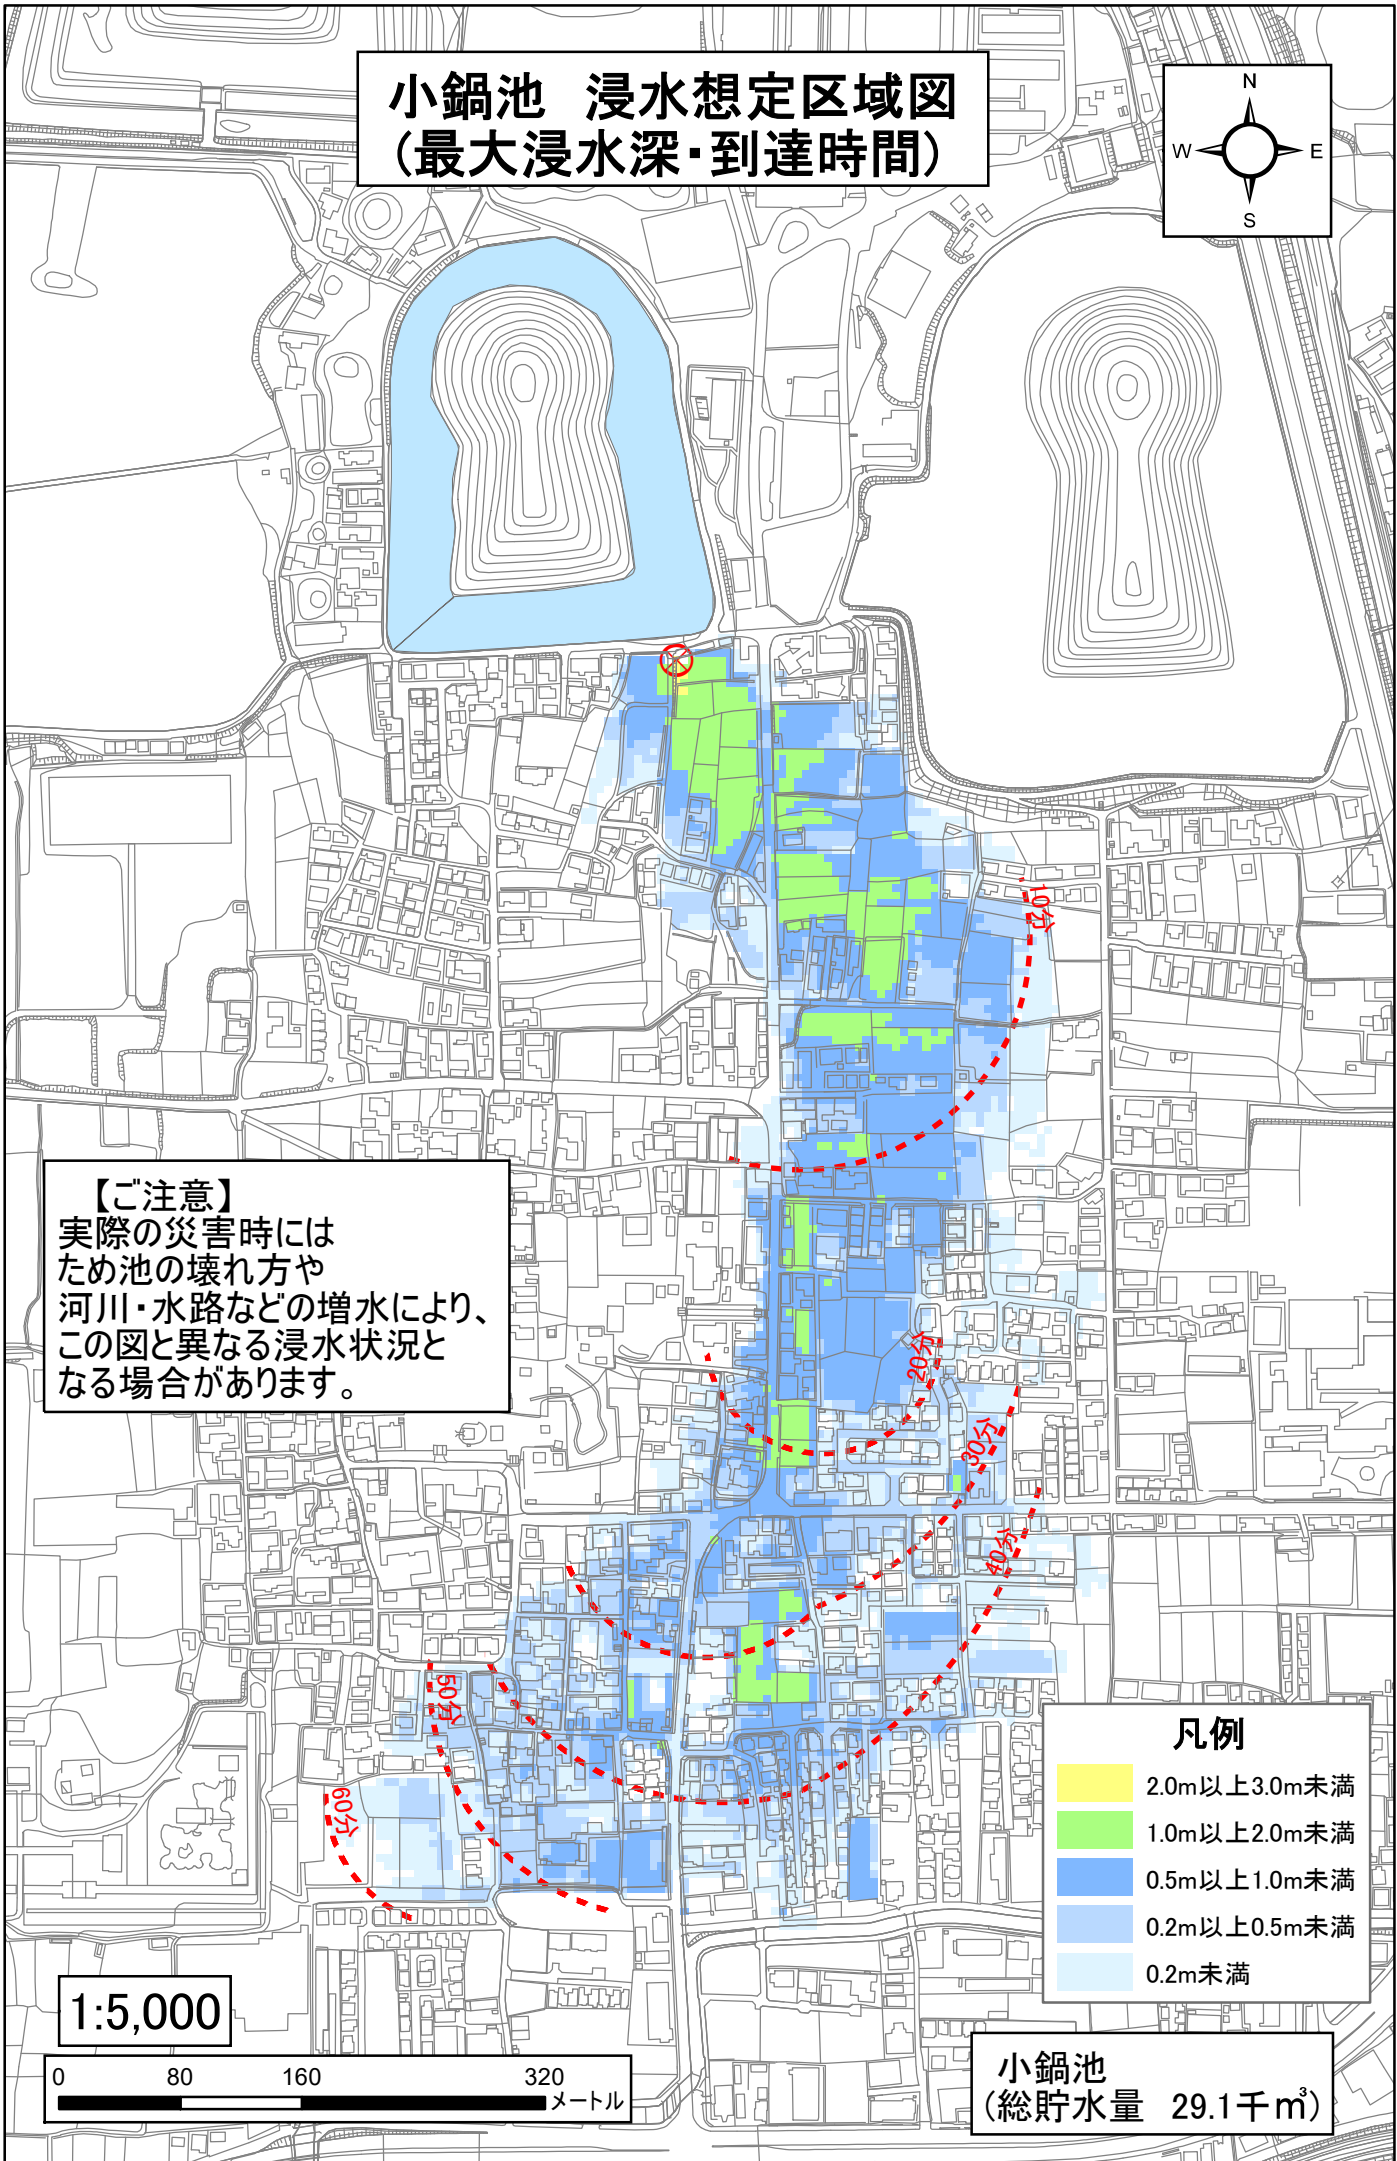 小鍋池　浸水想定区域図
(最大浸水深・到達時間)
N
W
E
S
10分
【ご注意】
実際の災害時には
ため池の壊れ方や
河川・水路などの増水により、
この図と異なる浸水状況と
なる場合があります。
20分
30分
40分
50分
60分
凡例
2.0m以上3.0m未満
1.0m以上2.0m未満
0.5m以上1.0m未満
0.2m以上0.5m未満
0.2m未満
1:5,000
0 80 160 320
メートル
小鍋池
(総貯水量　29.1千㎥)